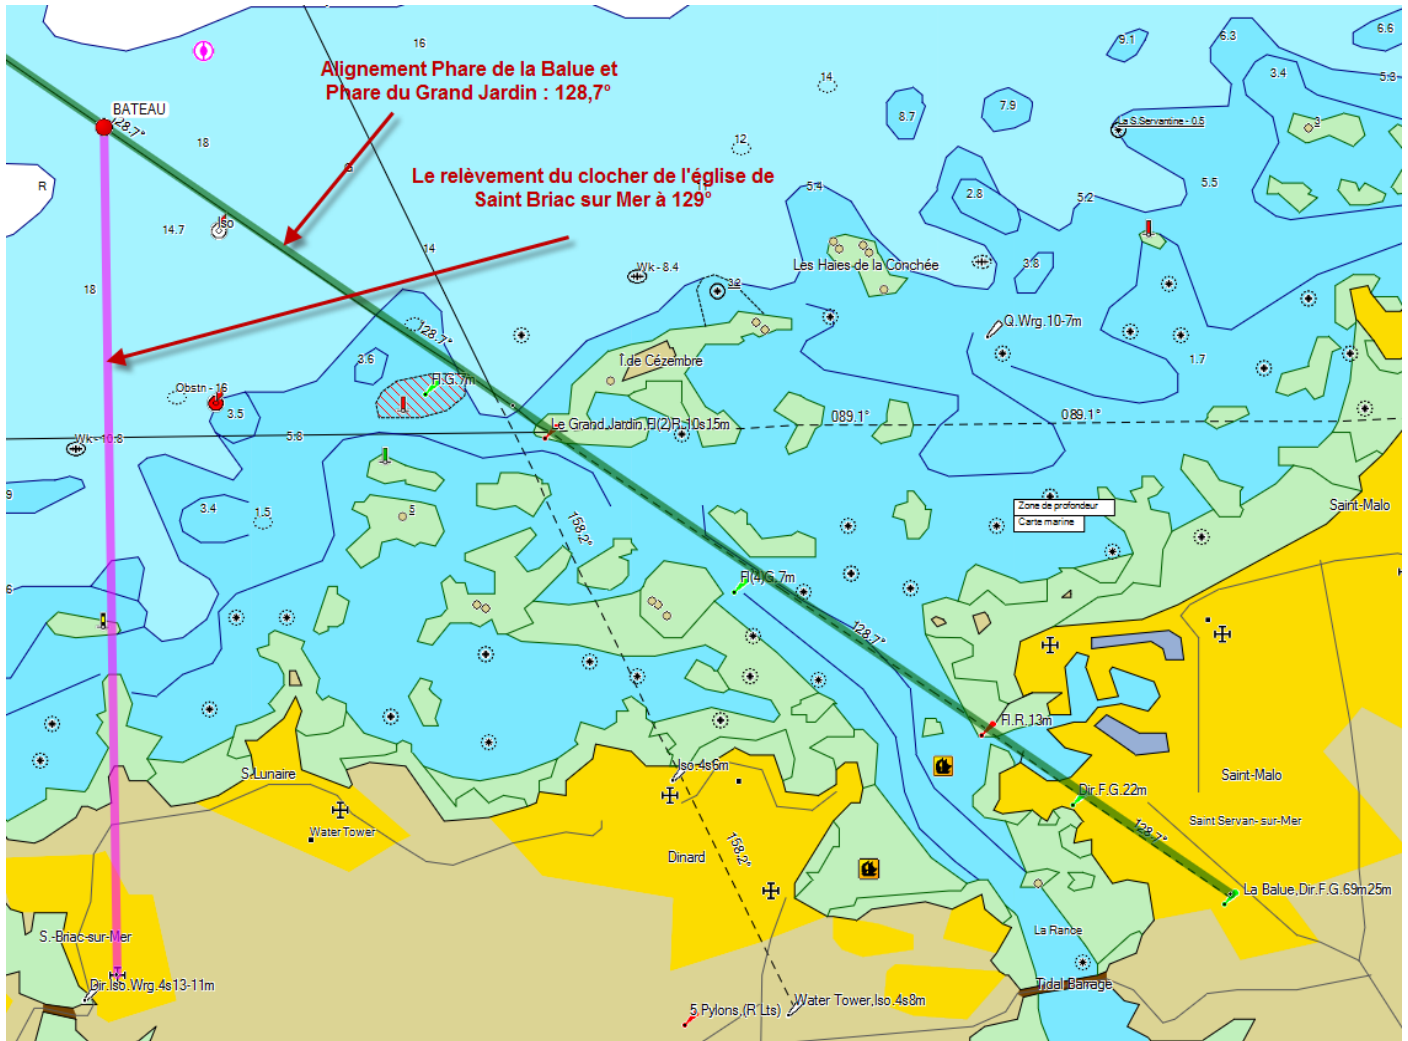 16
9.1
6.3
6.6
3.4
5.3
Alignement Phare de la Balue et
Phare du Grand Jardin : 128,7°
14
BATEAU
128.7°
8.7
7.9
La S.Servantine - 0.5
3
18
12
G
Le relèvement du clocher de l'église de
Saint Briac sur Mer à 129°
R
11
5.4
2.8
5.2
5.5
14.7
Iso
14
Wk - 8.4
Les Haies de la Conchée
3.8
18
Q.Wrg.10-7m
128.7°
3.6
Î.de Cézembre
1.7
Fl.G.7m
Obstn - 16
3.5
5.8
Le Grand Jardin,Fl(2)R.10s15m
089.1°
089.1°
Wk - 10.8
9
3.4
1.5
5
158.2°
Zone de profondeur
Carte marine
Saint-Malo
6
Fl(4)G.7m
128.7°
Fl.R.13m
S.Lunaire
Iso.4s6m
Saint-Malo
Dir.F.G.22m
Water Tower
Saint Servan- sur-Mer
128.7°
Dinard
158.2°
La Balue,Dir.F.G.69m25m
S.-Briac-sur-Mer
La Rance
Dir.Iso.Wrg.4s13-11m
Tidal Barrage
5 Pylons,(R Lts)
Water Tower,Iso.4s8m